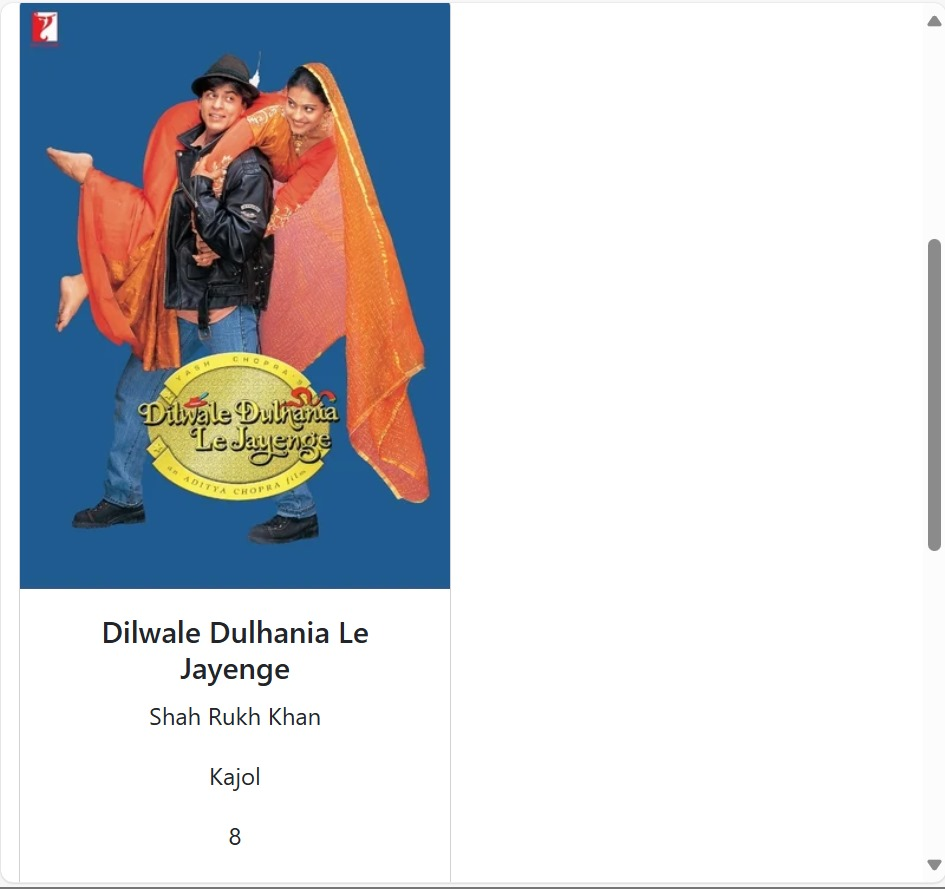 YASH CHOPRA'S
Dilwale Dulhania
Le Jayenge
an ADITYA CHOPRA film
Dilwale Dulhania Le
Jayenge
Shah Rukh Khan
Kajol
8